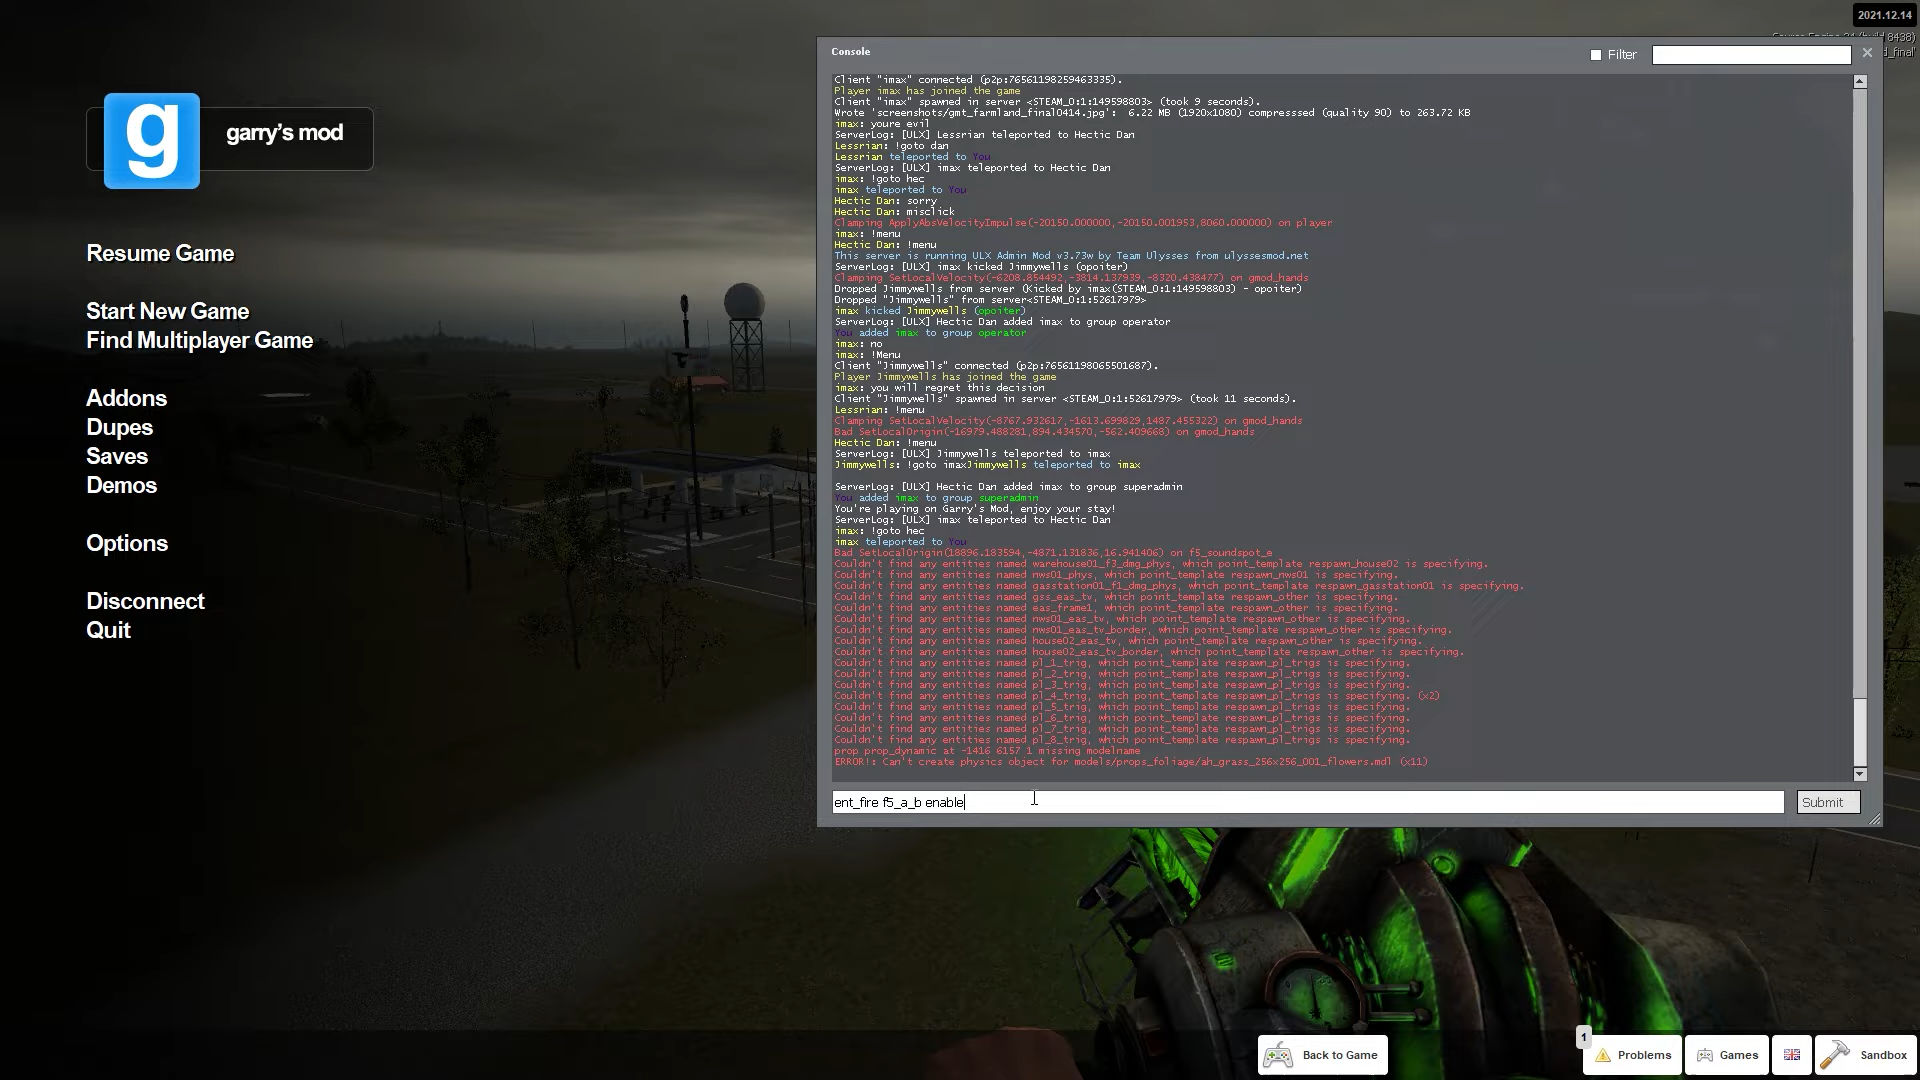 2021.12.14
g
garry's mod
Resume Game
Start New Game
Find Multiplayer Game
Addons
Dupes
Saves
Demos
Options
Disconnect
Quit
Console
Filter
Client "imax" connected (p2p:76561198259463335).
Player imax has joined the game
Client "imax" spawned in server <STEAM_0:1:149598803> (took 9 seconds).
Wrote 'screenshots/gmt_farmland_final0414.jpg': 6.22 MB (1920x1080) compresssed (quality 90) to 263.72 KB
imax: youre evil
ServerLog: [ULX] Lessrian teleported to Hectic Dan
Lessrian: !goto dan
Lessrian teleported to You
ServerLog: [ULX] imax teleported to Hectic Dan
imax: !goto hec
imax teleported to You
Hectic Dan: sorry
Hectic Dan: misclick
Clamping ApplyAbsVelocityImpulse(-20150.000000,-20150.001953,8060.000000) on player
imax: !menu
Hectic Dan: !menu
This server is running ULX Admin Mod v3.73w by Team Ulysses from ulyssesmod.net
ServerLog: [ULX] imax kicked Jimmywells (opoiter)
Clamping SetLocalVelocity(-6208.854492,-3814.137939,-8320.438477) on gmod_hands
Dropped Jimmywells from server (Kicked by imax(STEAM_0:1:149598803) - opoiter)
Dropped "Jimmywells" from server<STEAM_0:1:52617979>
imax kicked Jimmywells (opoiter)
ServerLog: [ULX] Hectic Dan added imax to group operator
You added imax to group operator
imax: no
imax: !Menu
Client "Jimmywells" connected (p2p:76561198065501687).
Player Jimmywells has joined the game
imax: you will regret this decision
Client "Jimmywells" spawned in server <STEAM_0:1:52617979> (took 11 seconds).
Lessrian: !menu
Clamping SetLocalVelocity(-8767.932617,-1613.699829,1487.455322) on gmod_hands
Bad SetLocalOrigin(-16979.488281,894.434570,-562.409668) on gmod_hands
Hectic Dan: !menu
ServerLog: [ULX] Jimmywells teleported to imax
Jimmywells: !goto imaxJimmywells teleported to imax
ServerLog: [ULX] Hectic Dan added imax to group superadmin
You added imax to group superadmin
You're playing on Garry's Mod, enjoy your stay!
ServerLog: [ULX] imax teleported to Hectic Dan
imax: !goto hec
imax teleported to You
Bad SetLocalOrigin(18896.183594,-4871.131836,16.941406) on f5_soundspot_e
Couldn't find any entities named warehouse01_f3_dmg_phys, which point_template respawn_house02 is specifying.
Couldn't find any entities named nws01_phys, which point_template respawn_nws01 is specifying.
Couldn't find any entities named gasstation01_f1_dmg_phys, which point_template respawn_gasstation01 is specifying.
Couldn't find any entities named gss_eas_tv, which point_template respawn_other is specifying.
Couldn't find any entities named eas_frame1, which point_template respawn_other is specifying.
Couldn't find any entities named nws01_eas_tv, which point_template respawn_other is specifying.
Couldn't find any entities named nws01_eas_tv_border, which point_template respawn_other is specifying.
Couldn't find any entities named house02_eas_tv, which point_template respawn_other is specifying.
Couldn't find any entities named house02_eas_tv_border, which point_template respawn_other is specifying.
Couldn't find any entities named pl_1_trig, which point_template respawn_pl_trigs is specifying.
Couldn't find any entities named pl_2_trig, which point_template respawn_pl_trigs is specifying.
Couldn't find any entities named pl_3_trig, which point_template respawn_pl_trigs is specifying.
Couldn't find any entities named pl_4_trig, which point_template respawn_pl_trigs is specifying. (x2)
Couldn't find any entities named pl_5_trig, which point_template respawn_pl_trigs is specifying.
Couldn't find any entities named pl_6_trig, which point_template respawn_pl_trigs is specifying.
Couldn't find any entities named pl_7_trig, which point_template respawn_pl_trigs is specifying.
Couldn't find any entities named pl_8_trig, which point_template respawn_pl_trigs is specifying.
prop prop_dynamic at -1416 6157 1 missing modelname
ERROR!: Can't create physics object for models/props_foliage/ah_grass_256x256_001_flowers.mdl (x11)
ent_fire f5_a_b enable
Submit
Back to Game
1
Problems
Games
Sandbox